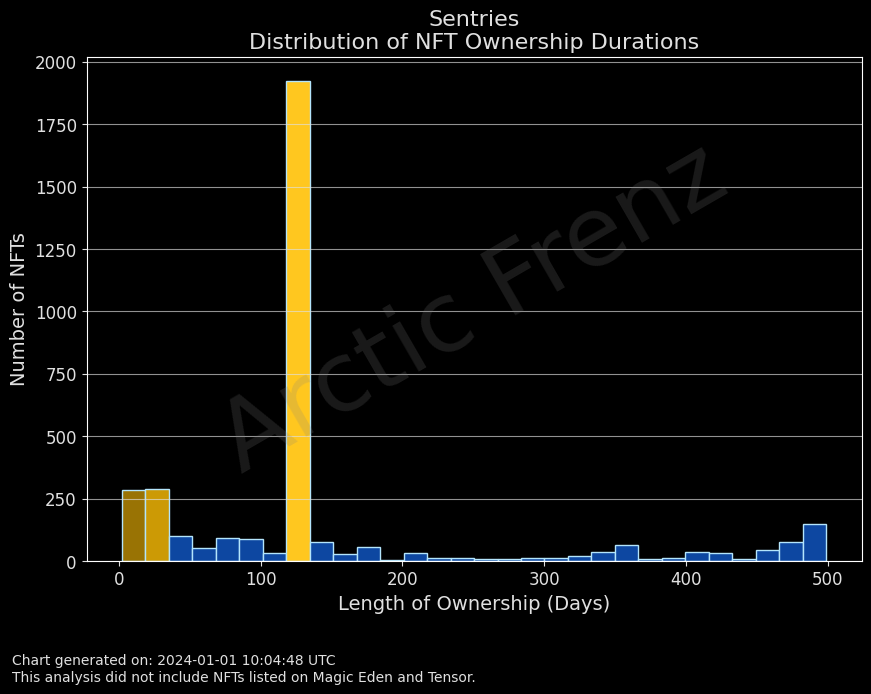 Sentries
Distribution of NFT Ownership Durations
2000
1750
1500
1250
1000
750
500
250
0
Number of NFTs
Arctic Frenz
0 100 200 300 400 500
Length of Ownership (Days)
Chart generated on: 2024-01-01 10:04:48 UTC
This analysis did not include NFTs listed on Magic Eden and Tensor.